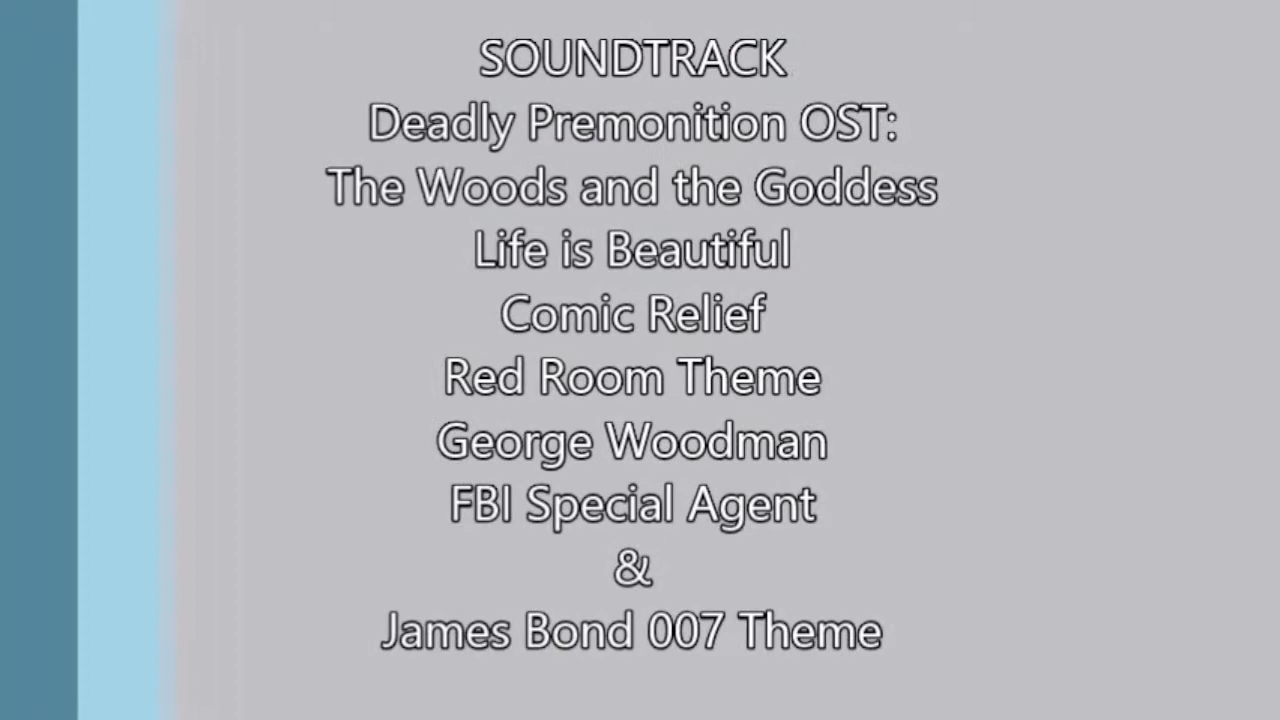 SOUNDTRACK
Deadly Premonition OST:
The Woods and the Goddess
Life is Beautiful
Comic Relief
Red Room Theme
George Woodman
FBI Special Agent
&
James Bond 007 Theme